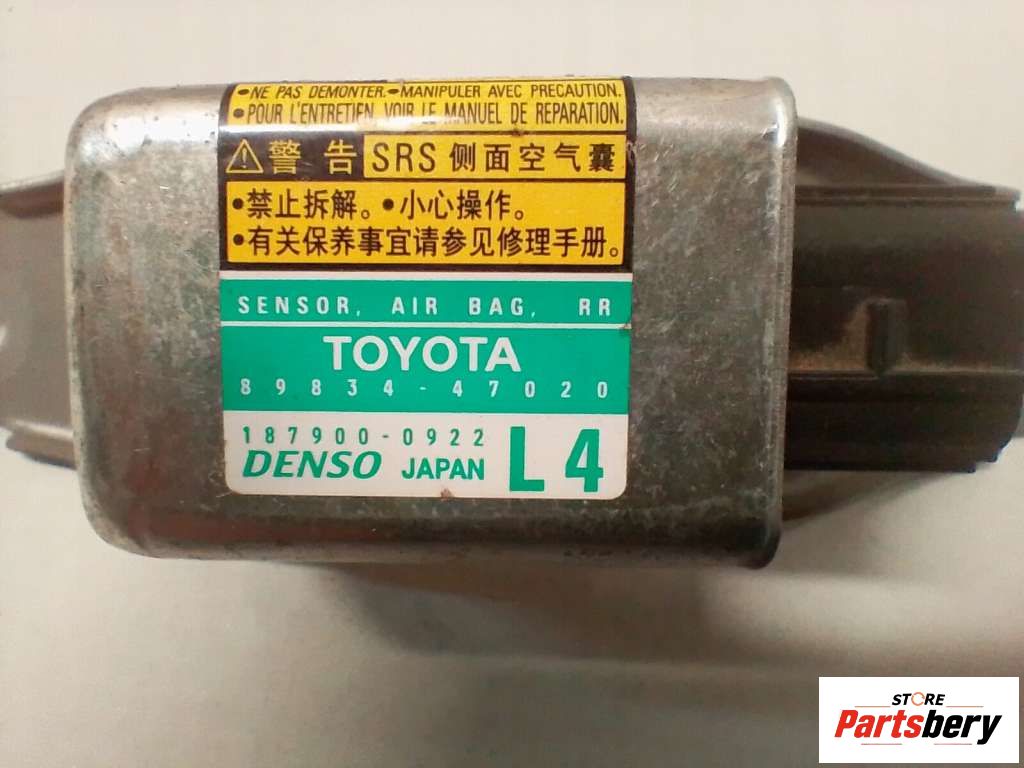 •NE PAS DEMONTER.•MANIPULER AVEC PRECAUTION.
•POUR L'ENTRETIEN, VOIR LE MANUEL DE REPARATION.
⚠警告 SRS 侧面空气囊
•禁止拆解。•小心操作。
•有关保养事宜请参见修理手册。
SENSOR, AIR BAG, RR
TOYOTA
89834-47020
187900-0922
DENSO JAPAN L4
STORE
Partsbery